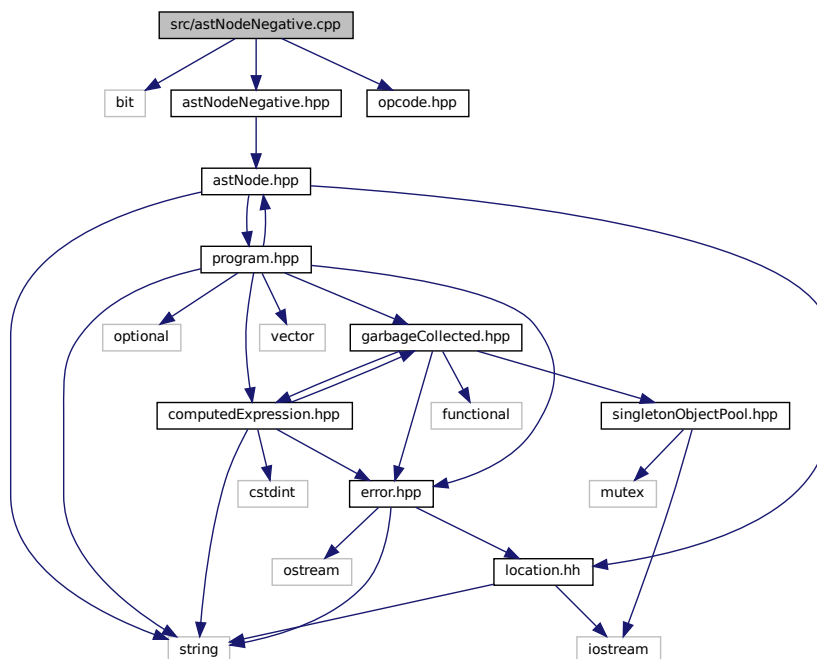 src/astNodeNegative.cpp
bit
astNodeNegative.hpp
opcode.hpp
astNode.hpp
program.hpp
optional
vector
garbageCollected.hpp
computedExpression.hpp
functional
singletonObjectPool.hpp
cstdint
error.hpp
mutex
ostream
location.hh
string
iostream